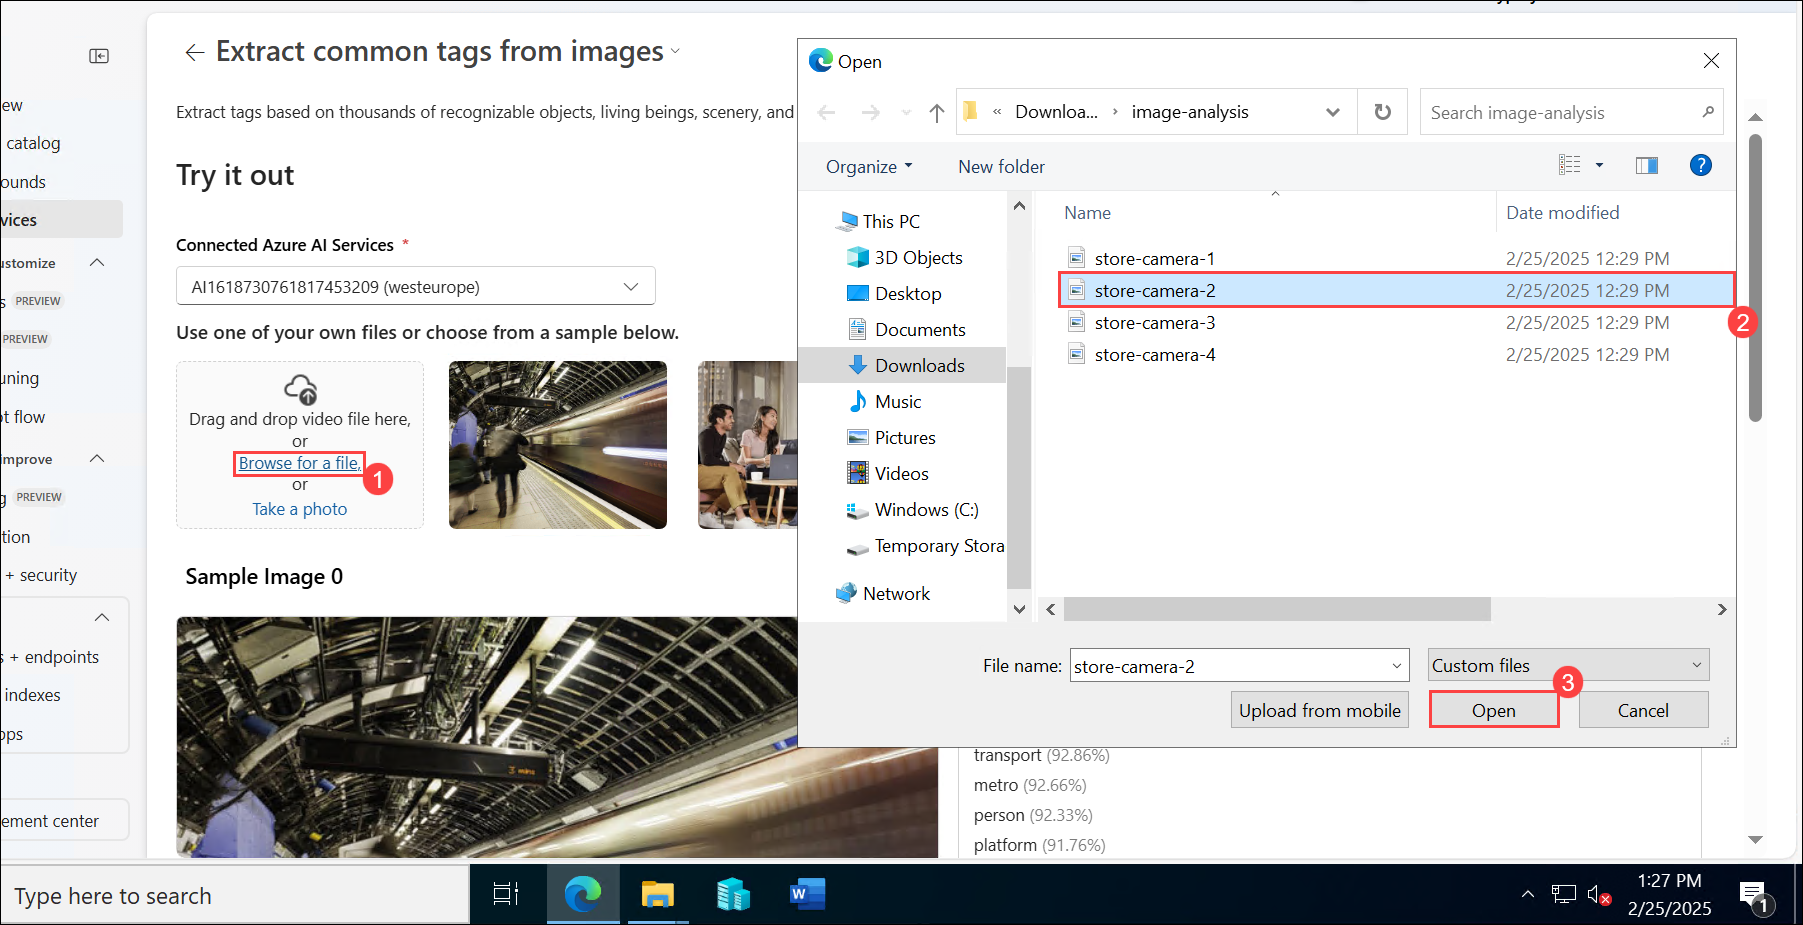 ew
catalog
ounds
vices
ustomize
s PREVIEW
PREVIEW
uning
ot flow
improve
g PREVIEW
tion
+ security
s + endpoints
indexes
ops
ement center
Extract common tags from images
Extract tags based on thousands of recognizable objects, living beings, scenery, and
Try it out
Connected Azure AI Services *
AI1618730761817453209 (westeurope)
Use one of your own files or choose from a sample below.
Drag and drop video file here,
or
Browse for a file,
1
or
Take a photo
Sample Image 0
3 mins
transport (92.86%)
metro (92.66%)
person (92.33%)
platform (91.76%)
Open
« Downloa... › image-analysis
Search image-analysis
Organize
New folder
?
This PC
3D Objects
Desktop
Documents
Downloads
Music
Pictures
Videos
Windows (C:)
Temporary Stora
Network
Name Date modified
store-camera-1 2/25/2025 12:29 PM
store-camera-2 2/25/2025 12:29 PM
2
store-camera-3 2/25/2025 12:29 PM
store-camera-4 2/25/2025 12:29 PM
File name: store-camera-2
Custom files
3
Upload from mobile
Open
Cancel
Type here to search
W
1:27 PM
2/25/2025
1